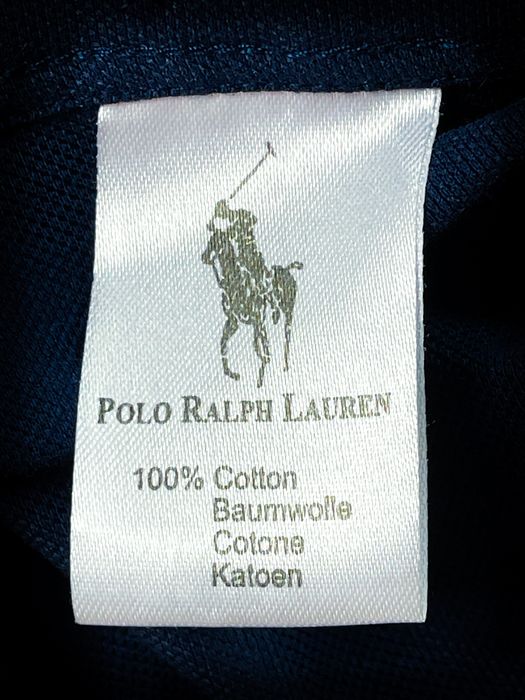 POLO RALPH LAUREN
100% Cotton
Baumwolle
Cotone
Katoen